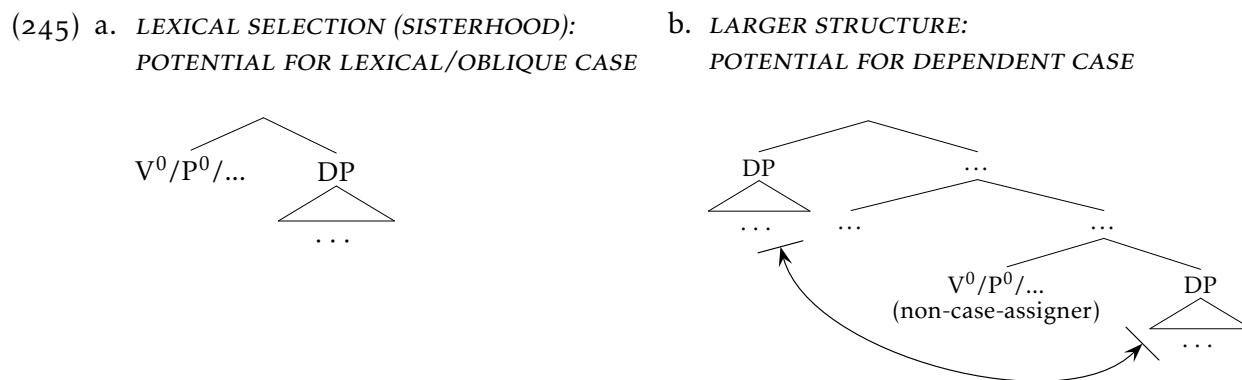 (245) a. LEXICAL SELECTION (SISTERHOOD):
POTENTIAL FOR LEXICAL/OBLIQUE CASE
V⁰/P⁰/... DP
...
b. LARGER STRUCTURE:
POTENTIAL FOR DEPENDENT CASE
DP ...
... ... ...
V⁰/P⁰/... DP
(non-case-assigner)
...